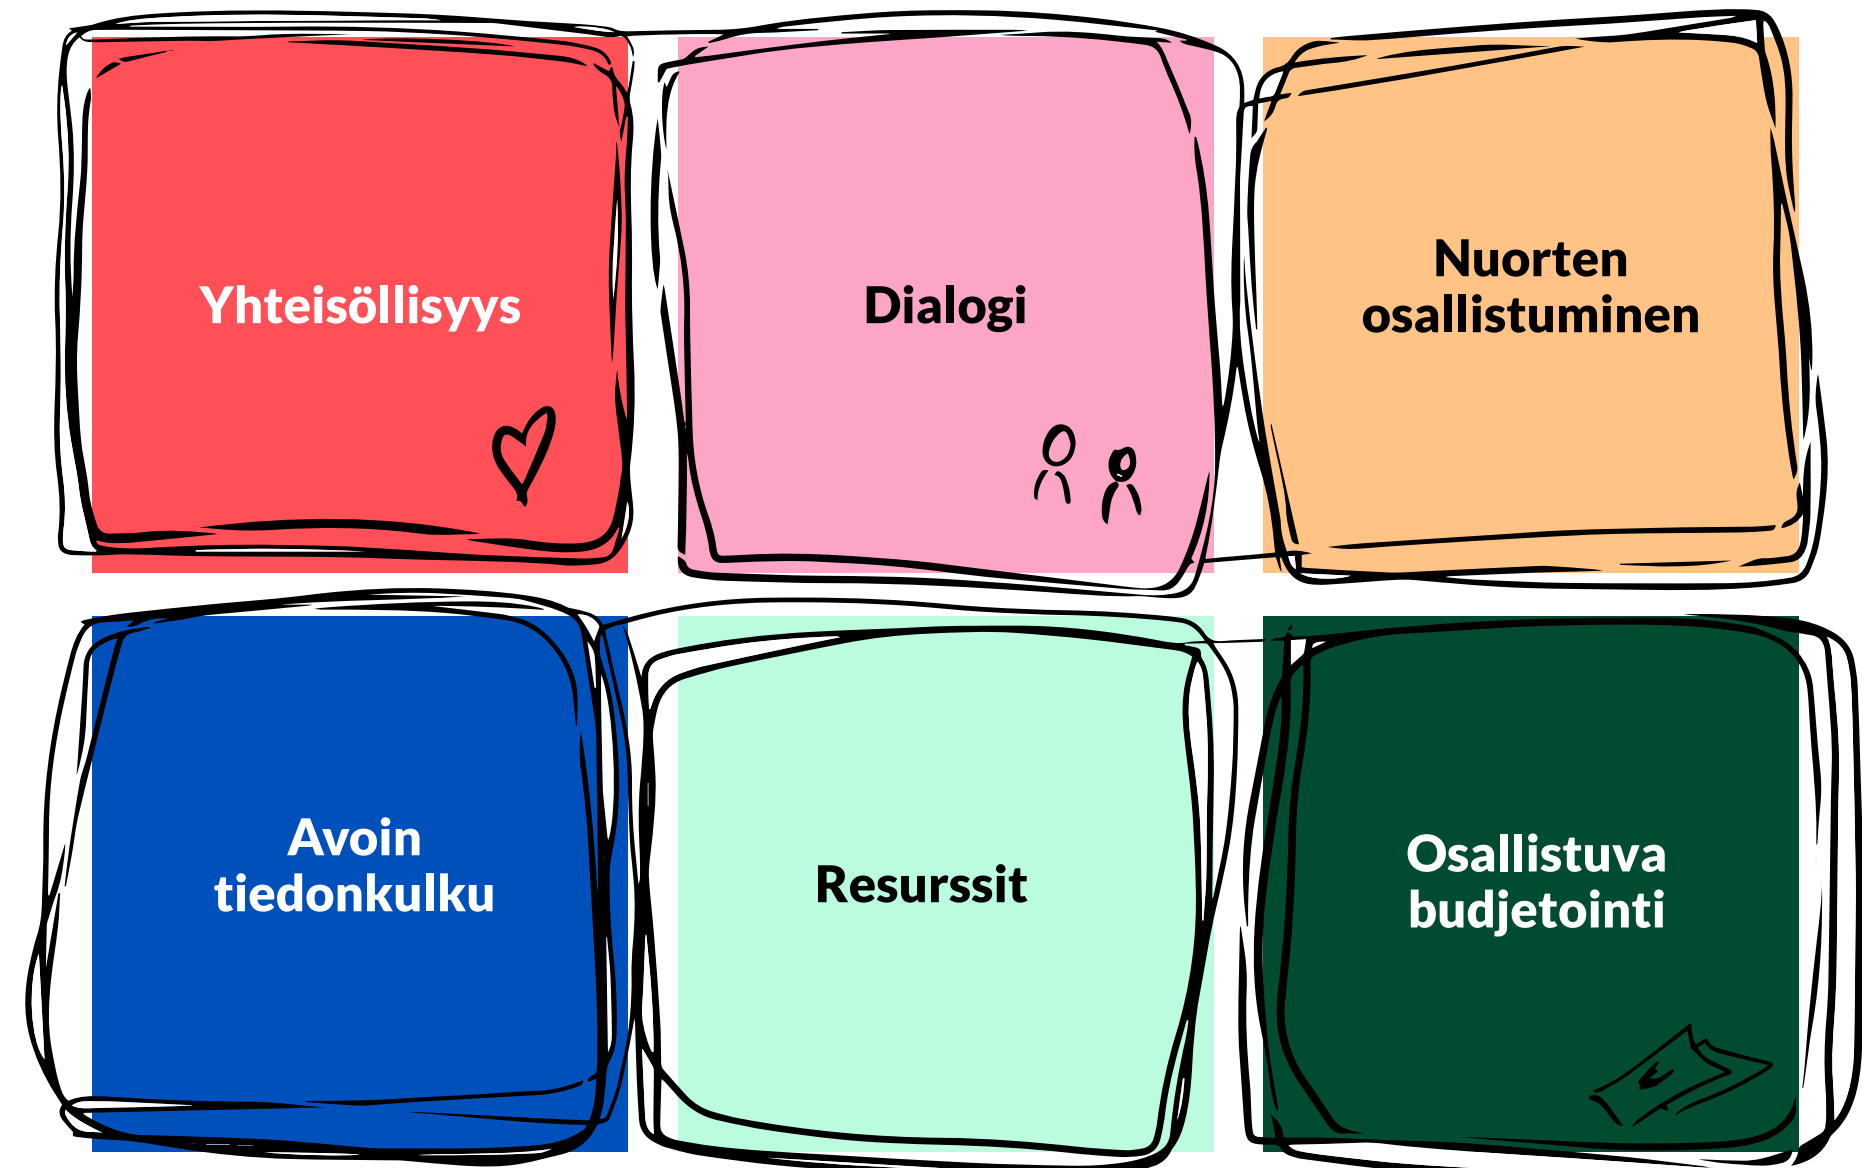 Yhteisöllisyys
Dialogi
Nuorten
osallistuminen
Avoin
tiedonkulku
Resurssit
Osallistuva
budjetointi